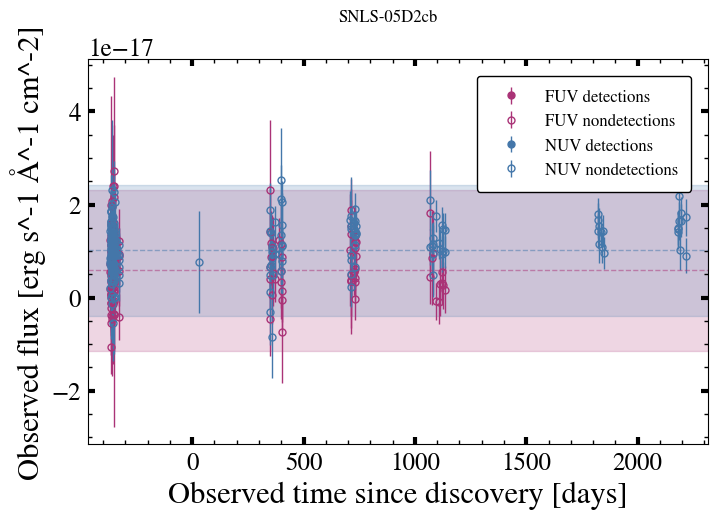 SNLS-05D2cb
1e−17
Observed flux [erg s^-1 Å^-1 cm^-2]
4
2
0
−2
FUV detections
FUV nondetections
NUV detections
NUV nondetections
0 500 1000 1500 2000
Observed time since discovery [days]